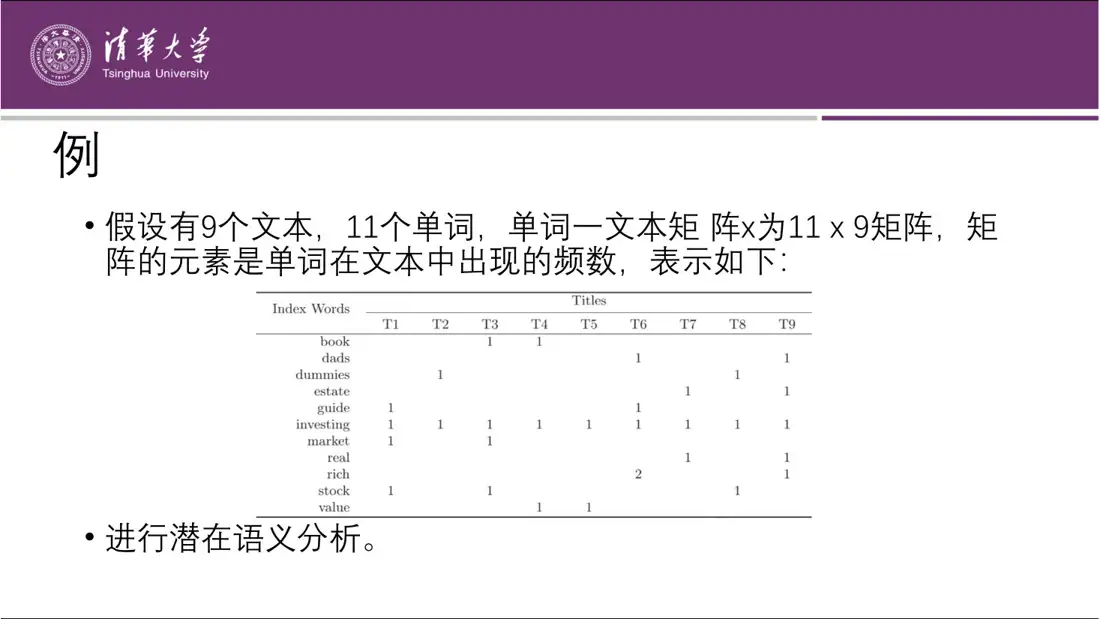 清华大学
Tsinghua University
例
• 假设有9个文本，11个单词，单词一文本矩 阵x为11 x 9矩阵，矩
阵的元素是单词在文本中出现的频数，表示如下：
Index Words Titles
T1 T2 T3 T4 T5 T6 T7 T8 T9
book 1 1
dads 1 1
dummies 1 1
estate 1 1
guide 1 1
investing 1 1 1 1 1 1 1 1 1
market 1 1
real 1 1
rich 2 1
stock 1 1 1
value 1 1
• 进行潜在语义分析。